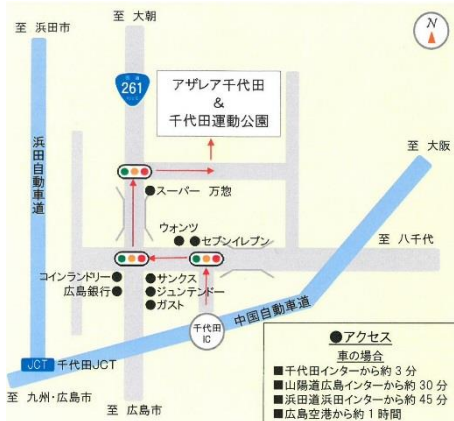 至 浜田市
至 大朝
N
261
アザレア千代田
&
千代田運動公園
至 大阪
浜田自動車道
スーパー 万惣
ウォンツ
セブンイレブン
至 八千代
コインランドリー
広島銀行
サンクス
ジュンテンドー
ガスト
千代田
IC
中国自動車道
JCT 千代田JCT
至 九州・広島市
至 広島市
●アクセス
車の場合
■千代田インターから約3分
■山陽道広島インターから約30分
■浜田道浜田インターから約45分
■広島空港から約1時間